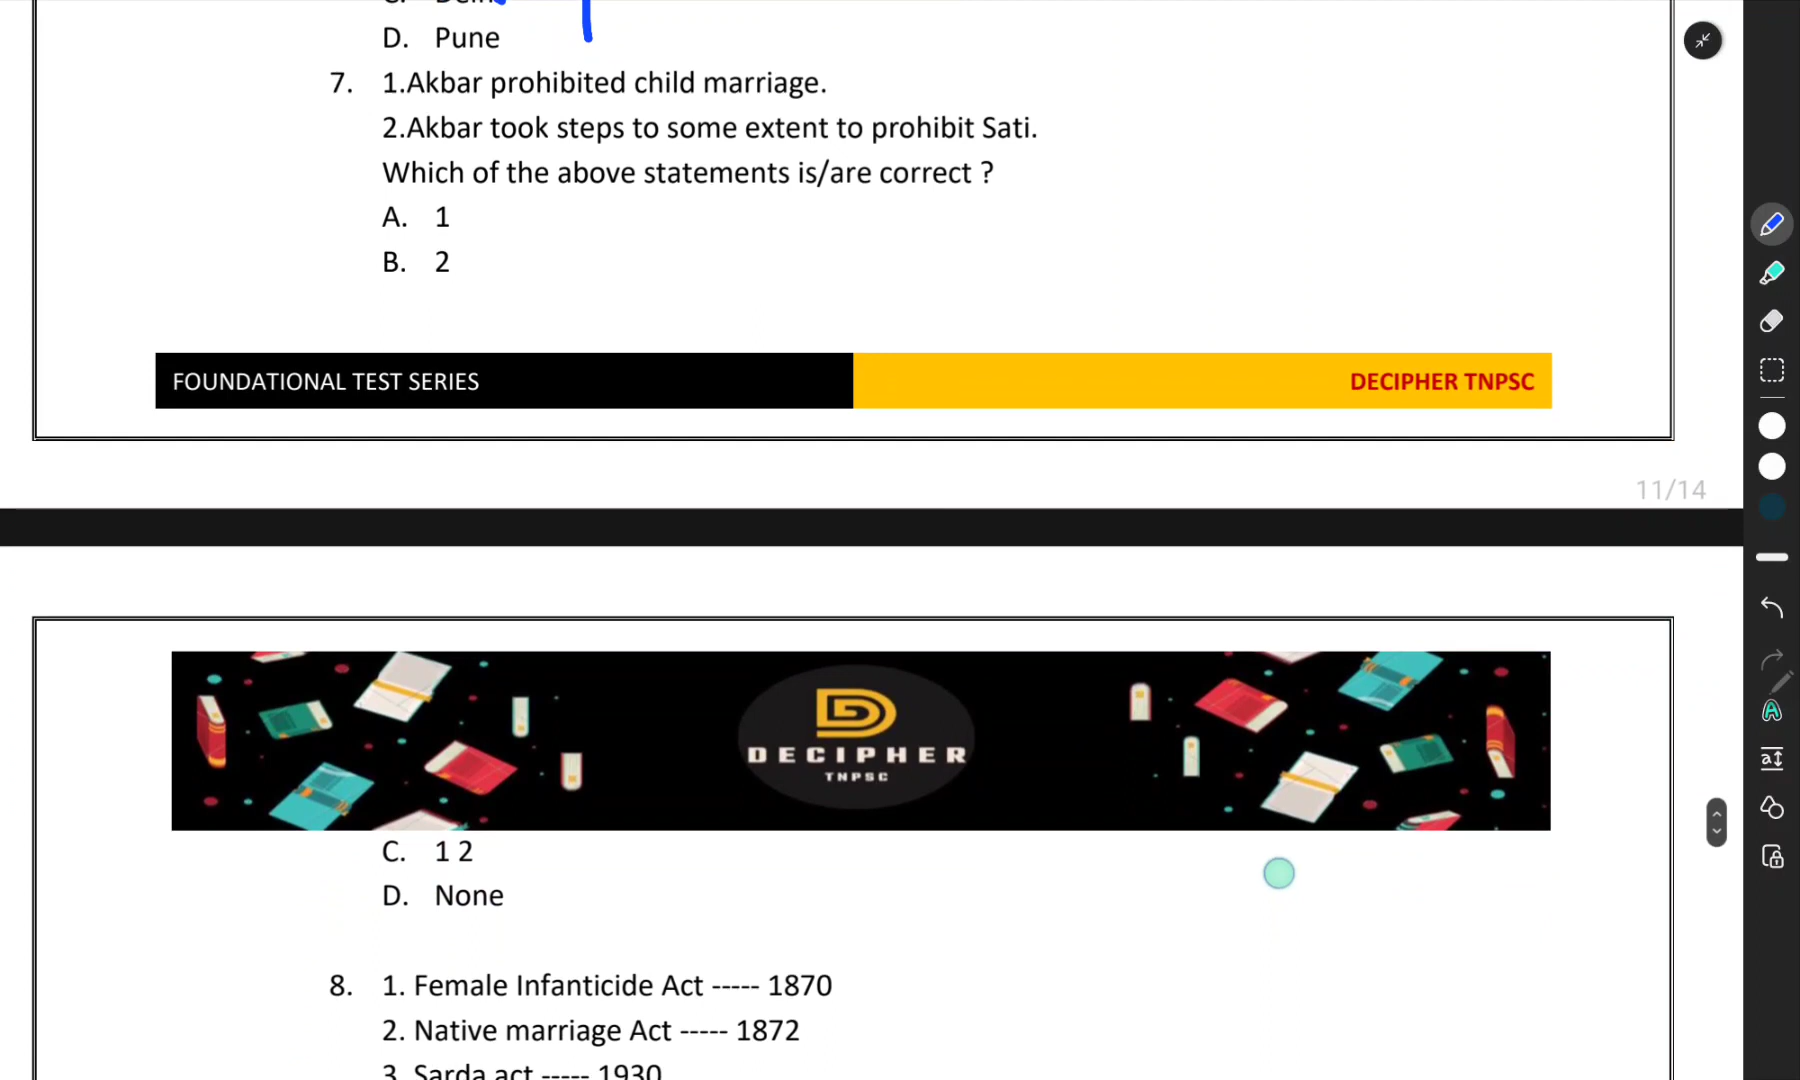 D. Pune
7. 1.Akbar prohibited child marriage.
2.Akbar took steps to some extent to prohibit Sati.
Which of the above statements is/are correct ?
A. 1
B. 2
FOUNDATIONAL TEST SERIES
DECIPHER TNPSC
11/14
DECIPHER
TNPSC
C. 1 2
D. None
8. 1. Female Infanticide Act ----- 1870
2. Native marriage Act ----- 1872
3. Sarda act ----- 1930